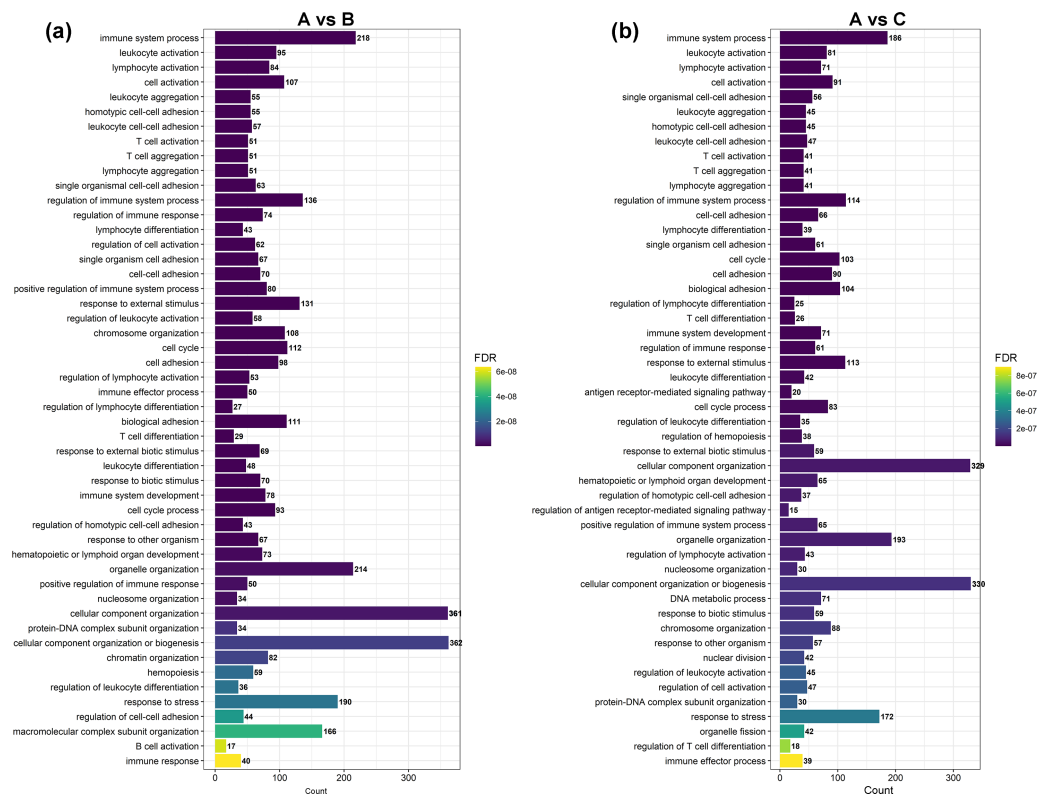 (a)
A vs B
immune system process 218
leukocyte activation 95
lymphocyte activation 84
cell activation 107
leukocyte aggregation 55
homotypic cell-cell adhesion 55
leukocyte cell-cell adhesion 57
T cell activation 51
T cell aggregation 51
lymphocyte aggregation 51
single organismal cell-cell adhesion 63
regulation of immune system process 136
regulation of immune response 74
lymphocyte differentiation 43
regulation of cell activation 62
single organism cell adhesion 67
cell-cell adhesion 70
positive regulation of immune system process 80
response to external stimulus 131
regulation of leukocyte activation 58
chromosome organization 108
cell cycle 112
cell adhesion 98
regulation of lymphocyte activation 53
immune effector process 50
regulation of lymphocyte differentiation 27
biological adhesion 111
T cell differentiation 29
response to external biotic stimulus 69
leukocyte differentiation 48
response to biotic stimulus 70
immune system development 78
cell cycle process 93
regulation of homotypic cell-cell adhesion 43
response to other organism 67
hematopoietic or lymphoid organ development 73
organelle organization 214
positive regulation of immune response 50
nucleosome organization 34
cellular component organization 361
protein-DNA complex subunit organization 34
cellular component organization or biogenesis 362
chromatin organization 82
hemopoiesis 59
regulation of leukocyte differentiation 36
response to stress 190
regulation of cell-cell adhesion 44
macromolecular complex subunit organization 166
B cell activation 17
immune response 40
0 100 200 300
Count
FDR
6e-08
4e-08
2e-08
(b)
A vs C
immune system process 186
leukocyte activation 81
lymphocyte activation 71
cell activation 91
single organismal cell-cell adhesion 56
leukocyte aggregation 45
homotypic cell-cell adhesion 45
leukocyte cell-cell adhesion 47
T cell activation 41
T cell aggregation 41
lymphocyte aggregation 41
regulation of immune system process 114
cell-cell adhesion 66
lymphocyte differentiation 39
single organism cell adhesion 61
cell cycle 103
cell adhesion 90
biological adhesion 104
regulation of lymphocyte differentiation 25
T cell differentiation 26
immune system development 71
regulation of immune response 61
response to external stimulus 113
leukocyte differentiation 42
antigen receptor-mediated signaling pathway 20
cell cycle process 83
regulation of leukocyte differentiation 35
regulation of hemopoiesis 38
response to external biotic stimulus 59
cellular component organization 329
hematopoietic or lymphoid organ development 65
regulation of homotypic cell-cell adhesion 37
regulation of antigen receptor-mediated signaling pathway 15
positive regulation of immune system process 65
organelle organization 193
regulation of lymphocyte activation 43
nucleosome organization 30
cellular component organization or biogenesis 330
DNA metabolic process 71
response to biotic stimulus 59
chromosome organization 88
response to other organism 57
nuclear division 42
regulation of leukocyte activation 45
regulation of cell activation 47
protein-DNA complex subunit organization 30
response to stress 172
organelle fission 42
regulation of T cell differentiation 18
immune effector process 39
0 100 200 300
Count
FDR
8e-07
6e-07
4e-07
2e-07